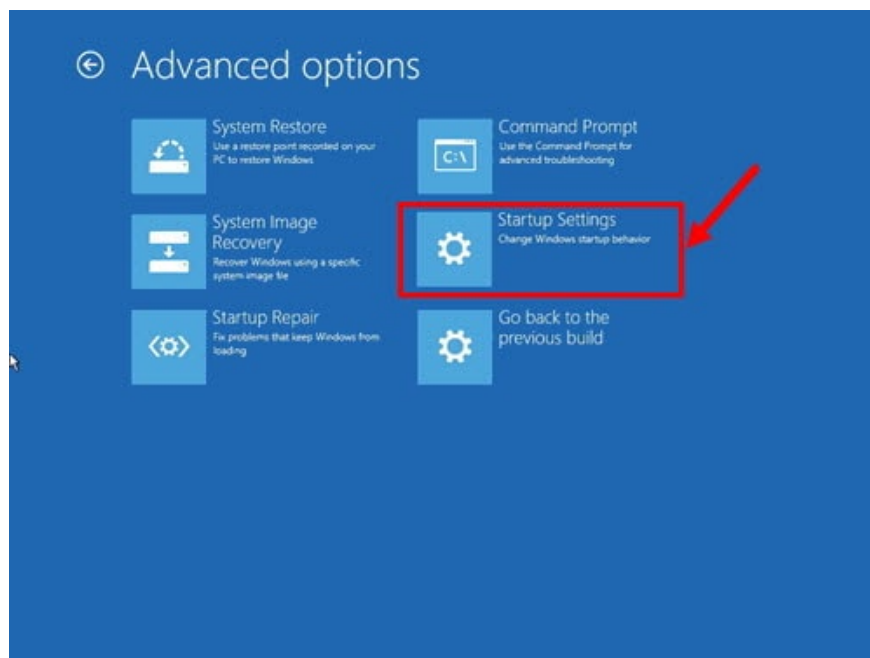 Advanced options
System Restore
Use a restore point recorded on your
PC to restore Windows
Command Prompt
Use the Command Prompt for
advanced troubleshooting
C:\
System Image
Recovery
Recover Windows using a specific
system image file
Startup Settings
Change Windows startup behavior
Startup Repair
Fix problems that keep Windows from
loading
Go back to the
previous build